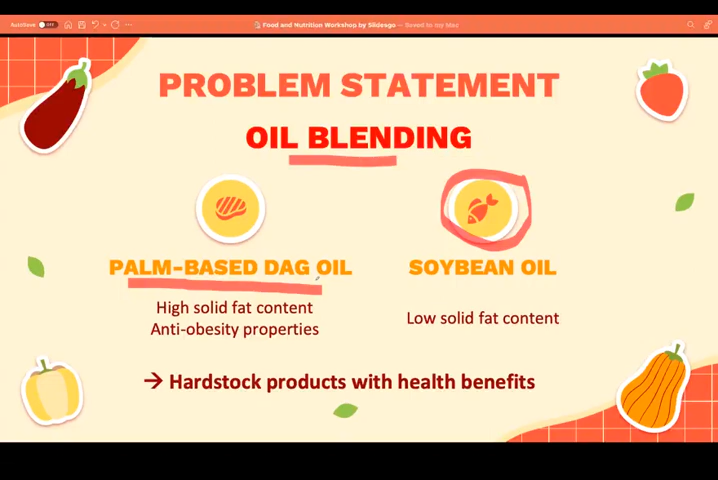 AutoSave OFF
Food and Nutrition Workshop by Slidesgo — Saved to my Mac
PROBLEM STATEMENT
OIL BLENDING
PALM-BASED DAG OIL
SOYBEAN OIL
High solid fat content
Anti-obesity properties
Low solid fat content
→ Hardstock products with health benefits